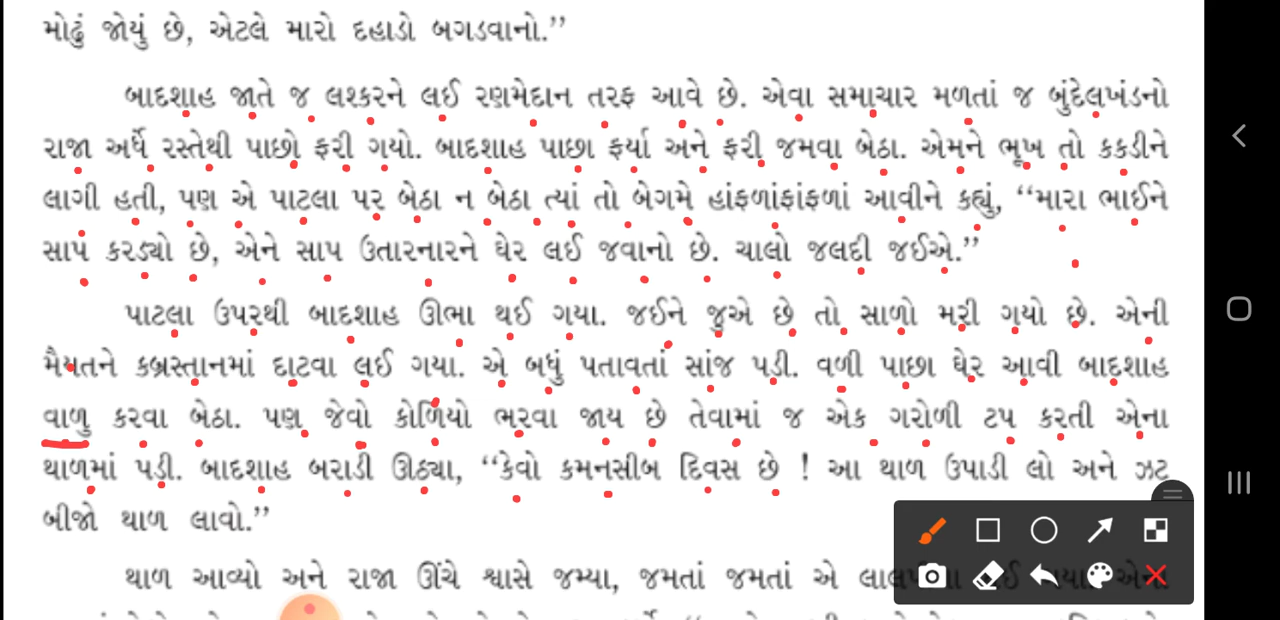 મોઢું જોયું છે, એટલે મારો દહાડો બગડવાનો.”
બાદશાહ જાતે જ લશ્કરને લઈ રણમેદાન તરફ આવે છે. એવા સમાચાર મળતાં જ બુંદેલખંડનો
રાજા અર્ધે રસ્તેથી પાછો ફરી ગયો. બાદશાહ પાછા ફર્યા અને ફરી જમવા બેઠા. એમને ભૂખ તો કકડીને
લાગી હતી, પણ એ પાટલા પર બેઠા ન બેઠા ત્યાં તો બેગમે હાંફળાંફાંફળાં આવીને કહ્યું, “મારા ભાઈને
સાપ કરડ્યો છે, એને સાપ ઉતારનારને ઘેર લઈ જવાનો છે. ચાલો જલદી જઈએ.”
પાટલા ઉપરથી બાદશાહ ઊભા થઈ ગયા. જઈને જુએ છે તો સાળો મરી ગયો છે. એની
મૈયતને કબ્રસ્તાનમાં દાટવા લઈ ગયા. એ બધું પતાવતાં સાંજ પડી. વળી પાછા ઘેર આવી બાદશાહ
વાળુ કરવા બેઠા. પણ જેવો કોળિયો ભરવા જાય છે તેવામાં જ એક ગરોળી ટપ કરતી એના
થાળમાં પડી. બાદશાહ બરાડી ઊઠ્યા, “કેવો કમનસીબ દિવસ છે ! આ થાળ ઉપાડી લો અને ઝટ
બીજો થાળ લાવો.”
થાળ આવ્યો અને રાજા ઊંચે શ્વાસે જમ્યા, જમતાં જમતાં એ